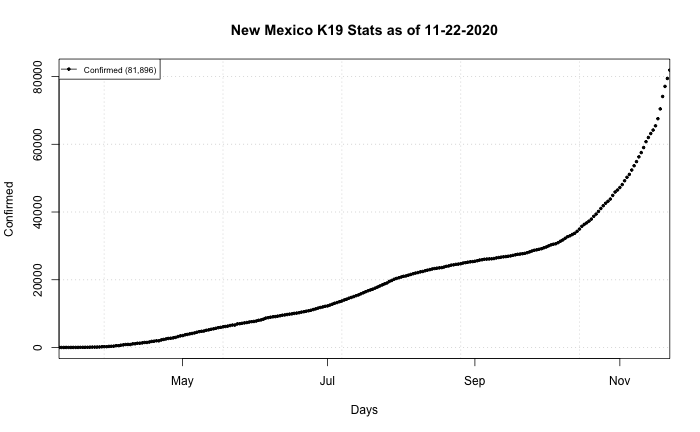 New Mexico K19 Stats as of 11-22-2020
Confirmed (81,896)
80000
60000
40000
20000
0
Confirmed
May Jul Sep Nov
Days